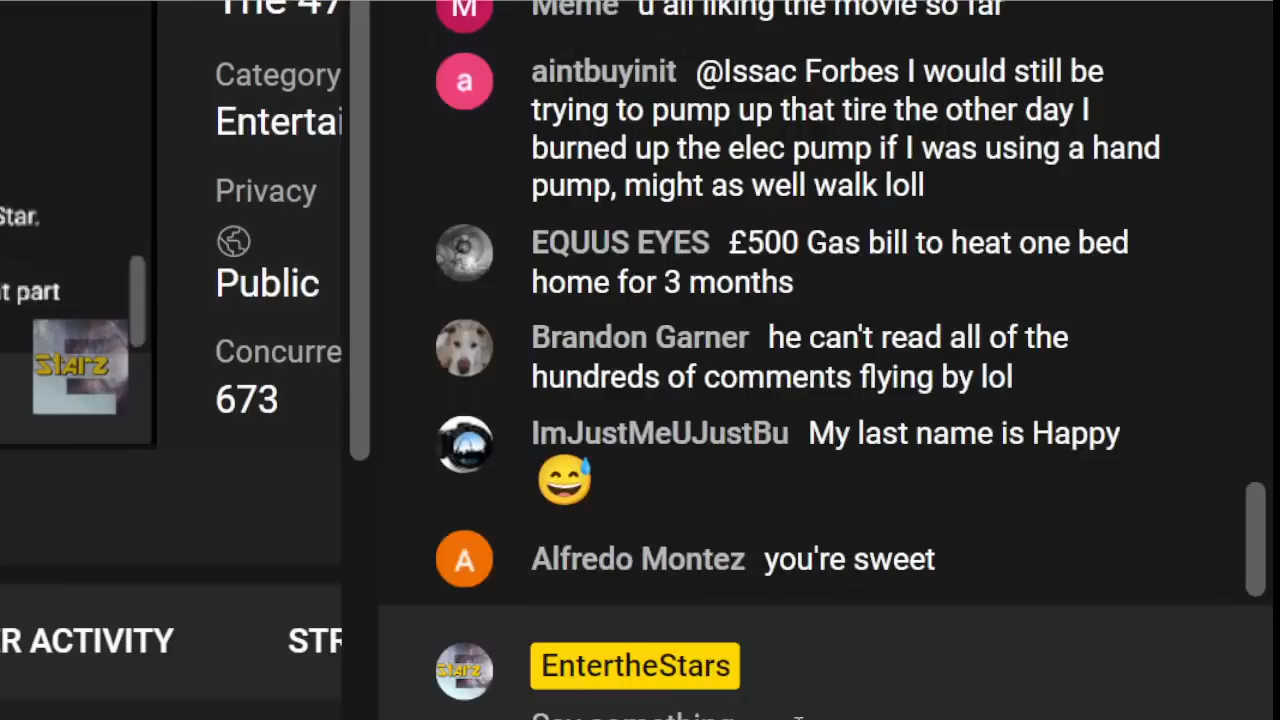 The 47
Category
Entertai
Privacy
Public
Concurre
673
Star.
t part
Starz
R ACTIVITY
STR
M
Meme u all liking the movie so far
a
aintbuyinit @Issac Forbes I would still be
trying to pump up that tire the other day I
burned up the elec pump if I was using a hand
pump, might as well walk loll
EQUUS EYES £500 Gas bill to heat one bed
home for 3 months
Brandon Garner he can't read all of the
hundreds of comments flying by lol
ImJustMeUJustBu My last name is Happy
😅
A
Alfredo Montez you're sweet
Starz
EntertheStars
Say something